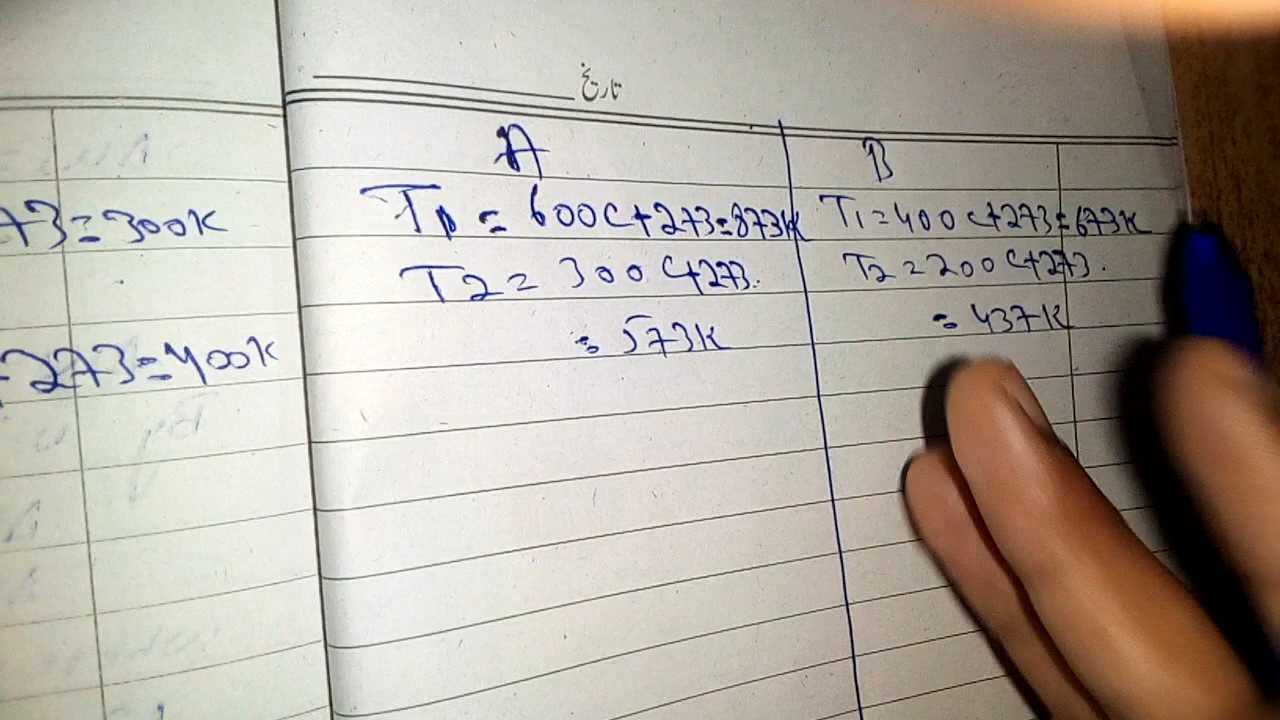 تاریخ
73=300K
273=400K
A
T1 = 600C+273=873K
T2 = 300C+273.
= 573K
B
T1=400C+273=673K
T2=200C+273.
= 437K